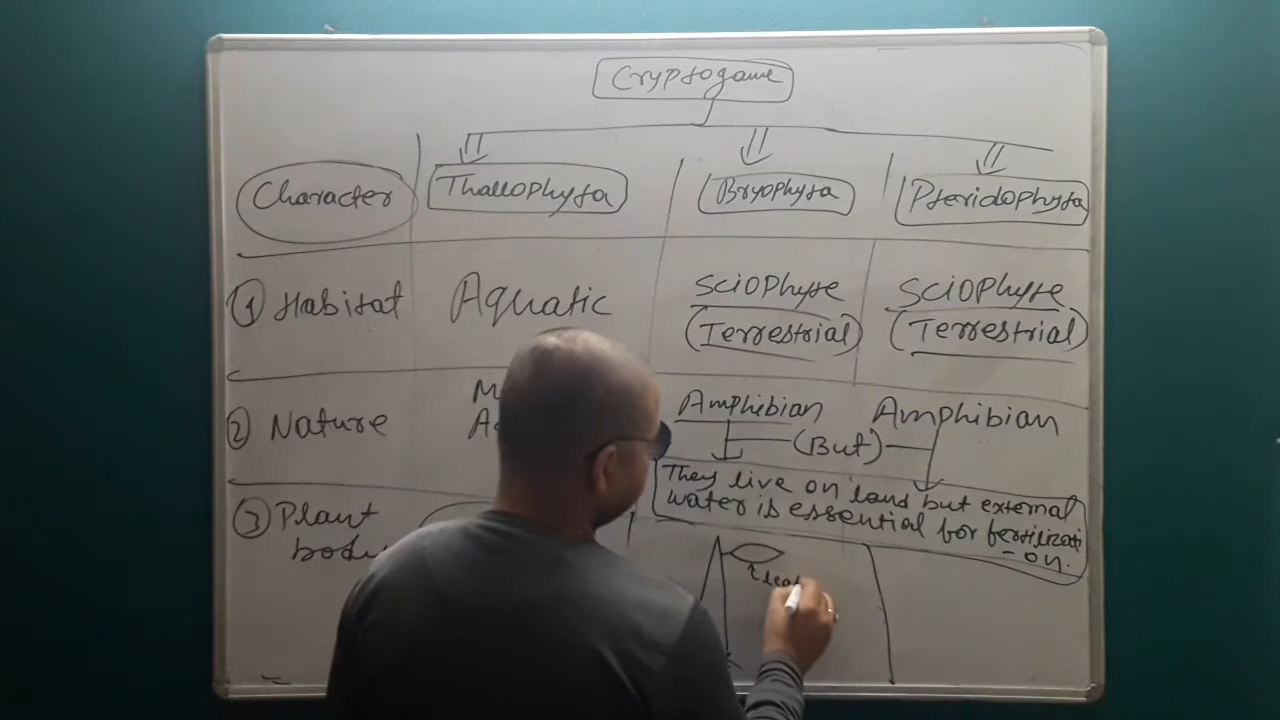 Cryptogame
Character
Thallophyta
Bryophyta
Pteridophyta
① Habitat
Aquatic
Sciophyte
(Terrestrial)
Sciophyte
(Terrestrial)
② Nature
Amphibian
Amphibian
(But)
They live on land but external
water is essential for fertilizati
-on.
③ Plant
body